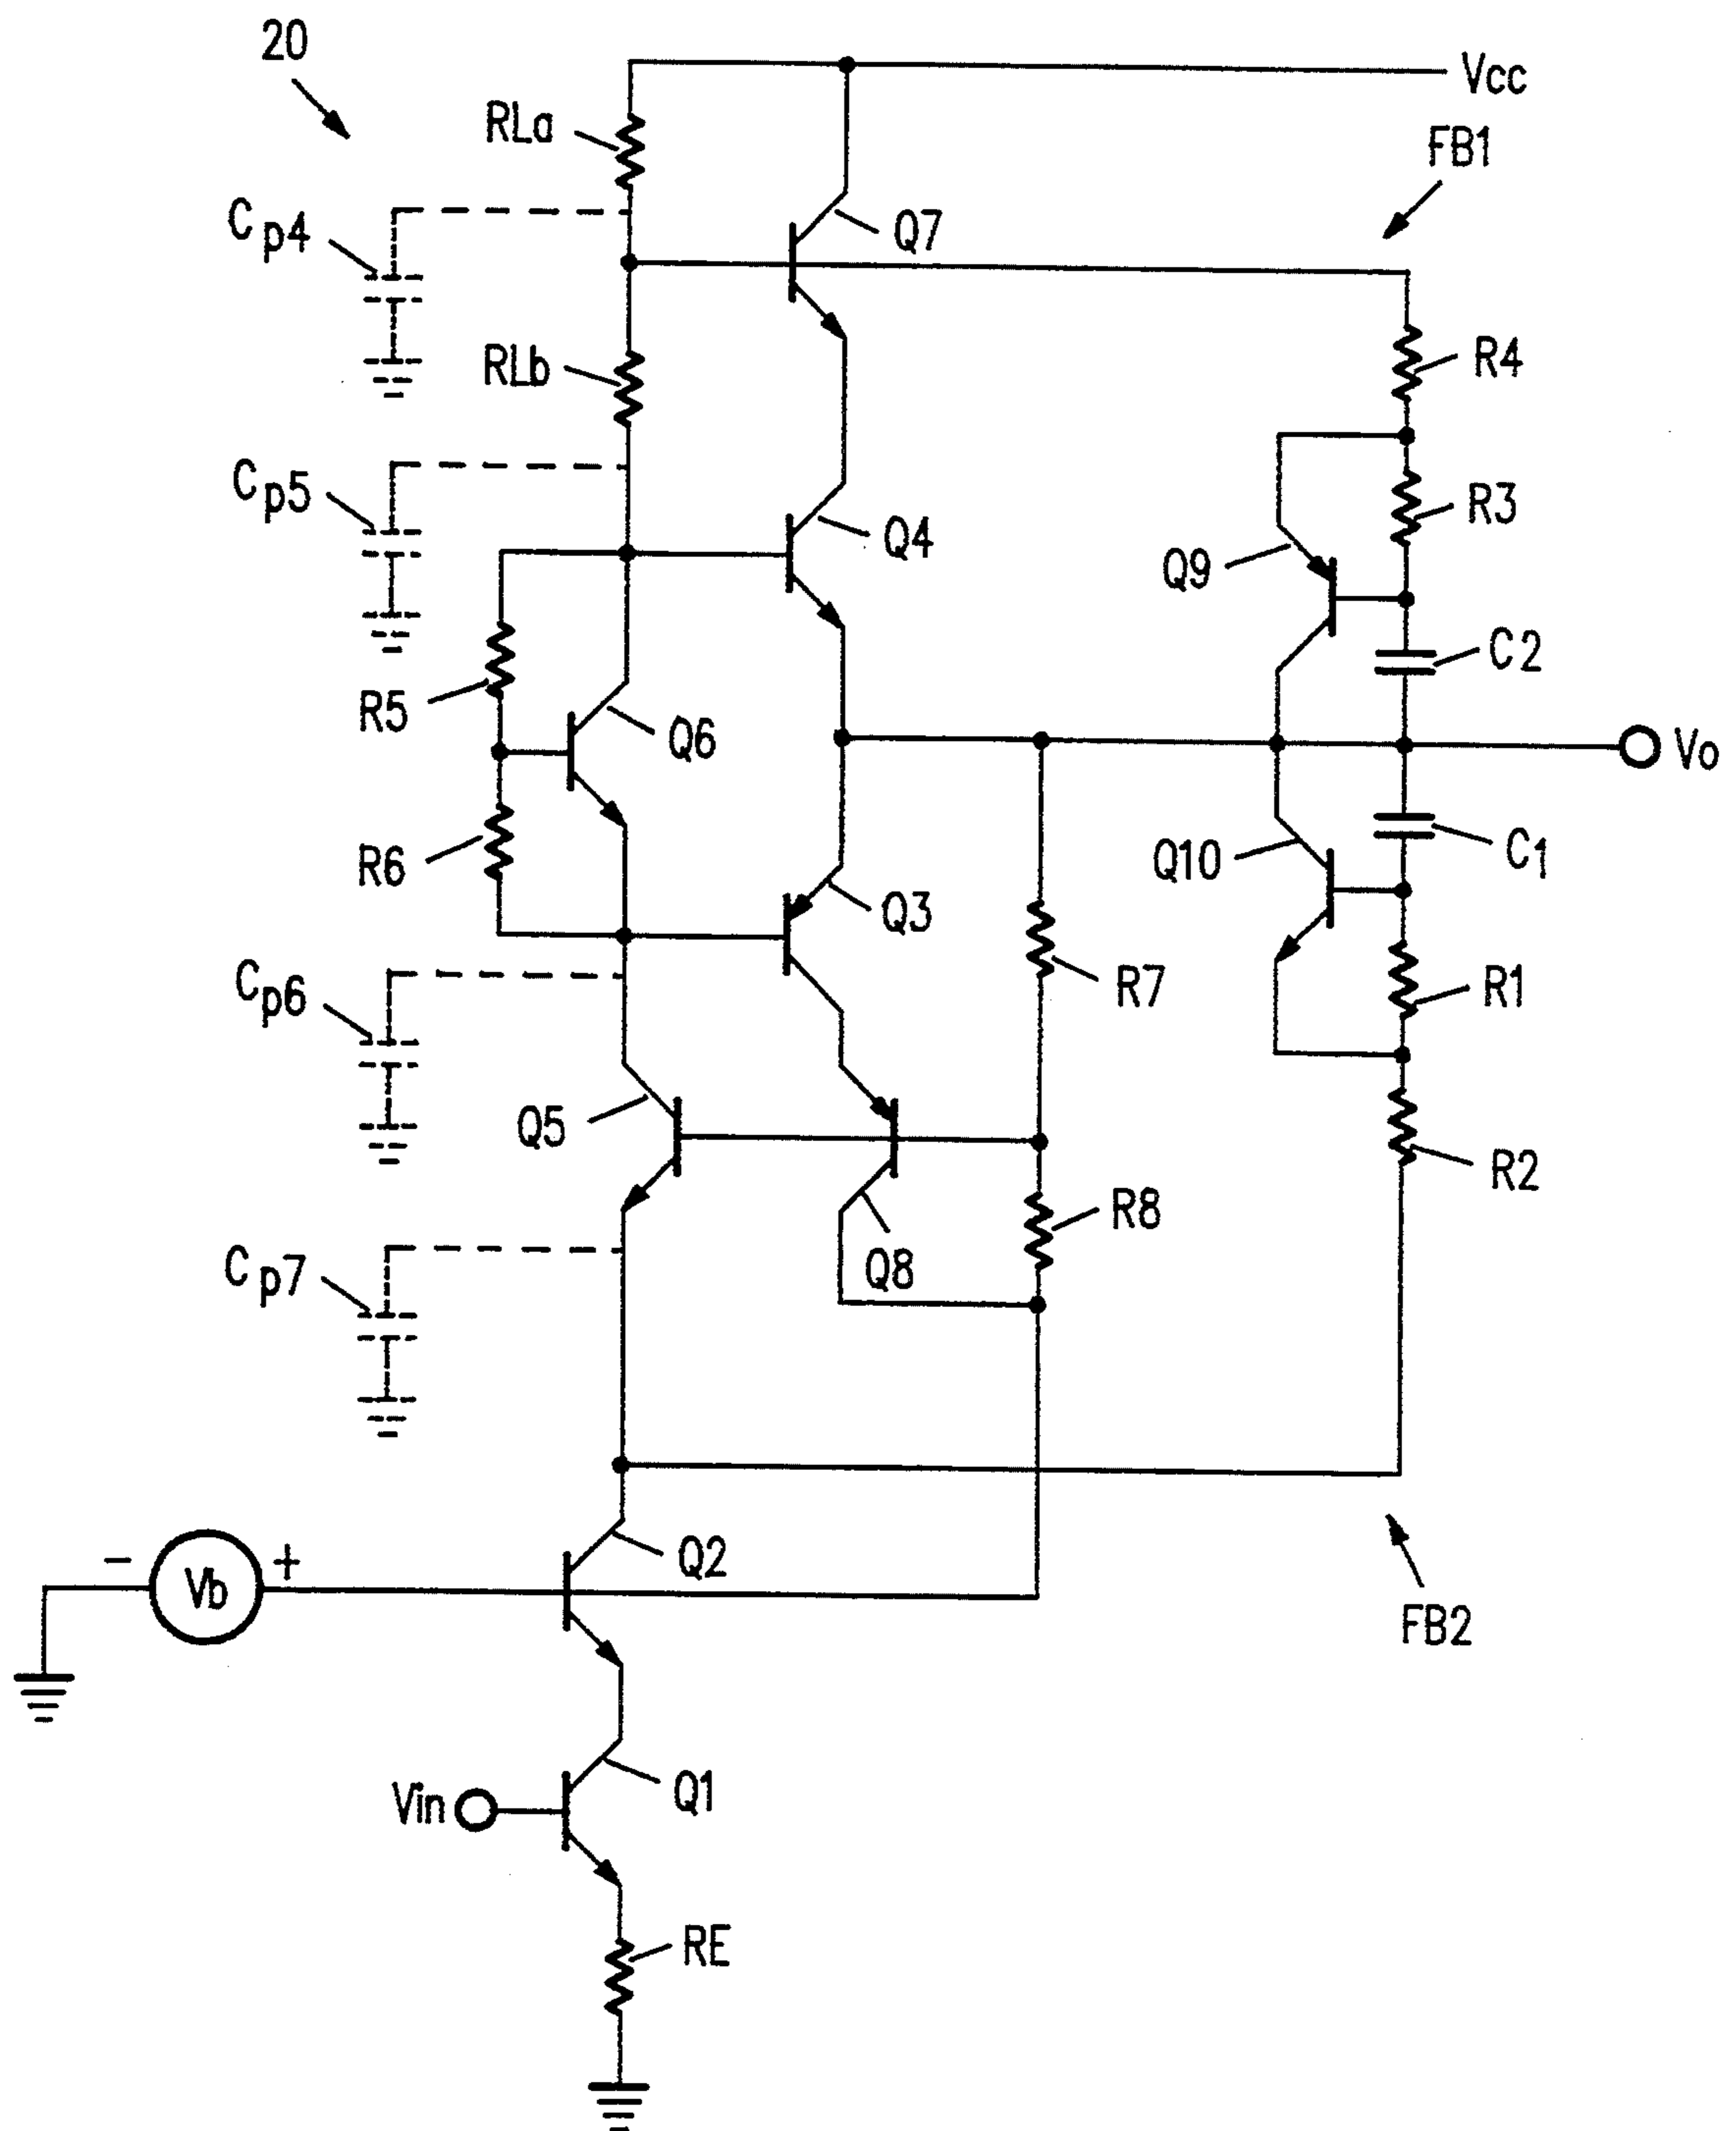 20
Vcc
RLa
FB1
Cp4
Q7
RLb
R4
Cp5
Q4
R3
Q9
C2
R5
Q6
Vo
R6
Q10
C1
Q3
Cp6
R7
R1
Q5
R2
R8
Cp7
Q8
- Vb +
Q2
FB2
Vin
Q1
RE